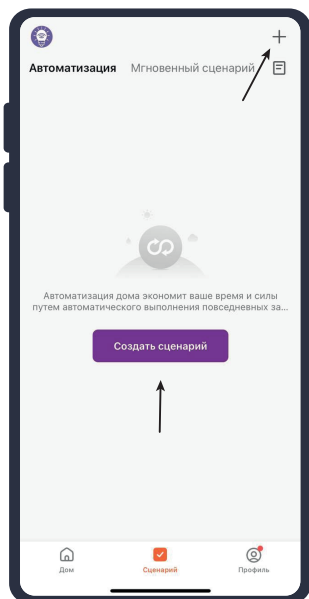 Автоматизация Мгновенный сценарий
Автоматизация дома экономит ваше время и силы
путем автоматического выполнения повседневных за...
Создать сценарий
Дом Сценарий Профиль